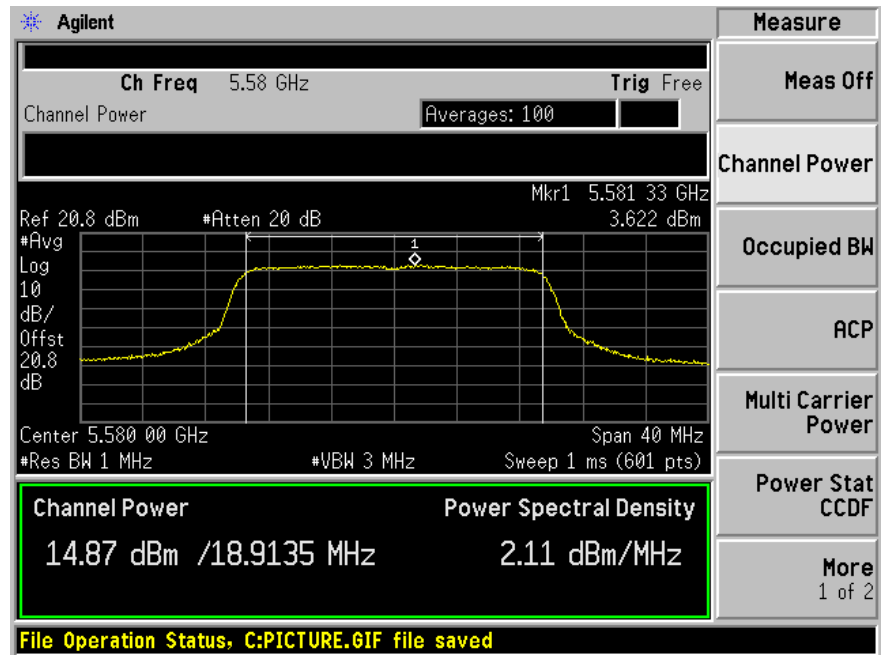 Agilent
Measure
Ch Freq 5.58 GHz Trig Free
Channel Power Averages: 100
Mkr1 5.581 33 GHz
Ref 20.8 dBm #Atten 20 dB 3.622 dBm
#Avg
Log
10
dB/
Offst
20.8
dB
1
Center 5.580 00 GHz Span 40 MHz
#Res BW 1 MHz #VBW 3 MHz Sweep 1 ms (601 pts)
Channel Power Power Spectral Density
14.87 dBm /18.9135 MHz 2.11 dBm/MHz
File Operation Status, C:PICTURE.GIF file saved
Meas Off
Channel Power
Occupied BW
ACP
Multi Carrier
Power
Power Stat
CCDF
More
1 of 2